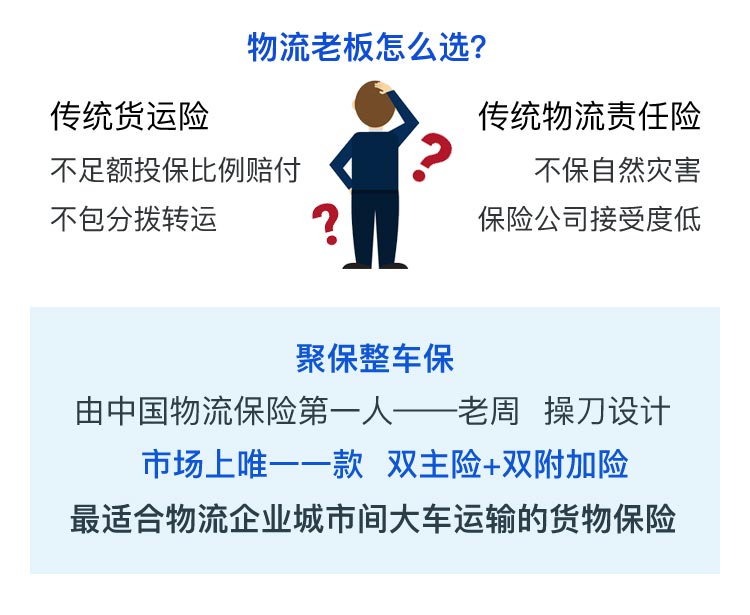 物流老板怎么选?
传统货运险
不足额投保比例赔付
不包分拨转运
传统物流责任险
不保自然灾害
保险公司接受度低
?
?
聚保整车保
由中国物流保险第一人——老周 操刀设计
市场上唯一一款 双主险+双附加险
最适合物流企业城市间大车运输的货物保险